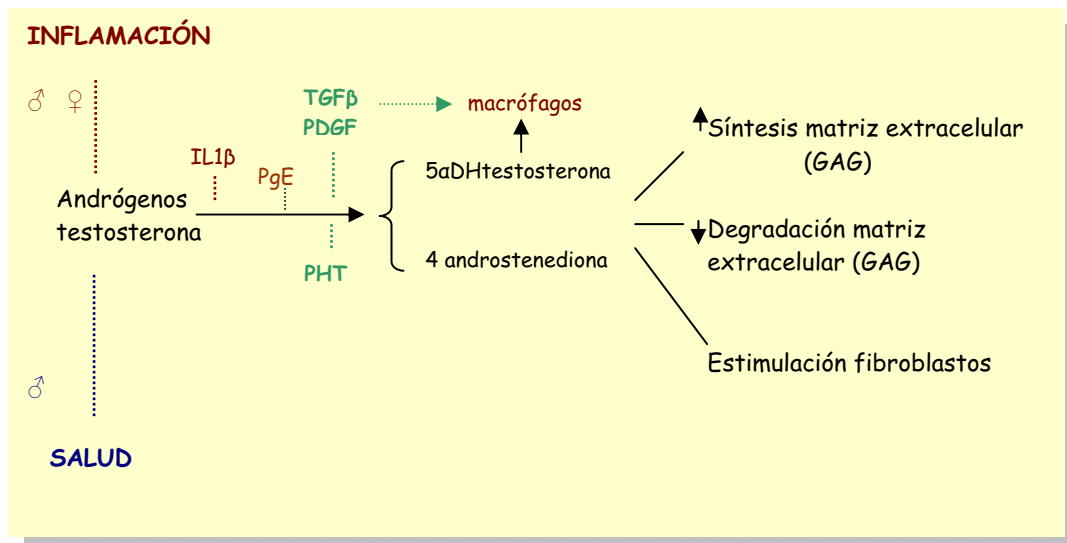 INFLAMACIÓN
♂ ♀
TGFβ
PDGF
macrófagos
Síntesis matriz extracelular
(GAG)
IL1β
PgE
5aDHtestosterona
Andrógenos
testosterona
Degradación matriz
extracelular (GAG)
4 androstenediona
PHT
Estimulación fibroblastos
♂
SALUD